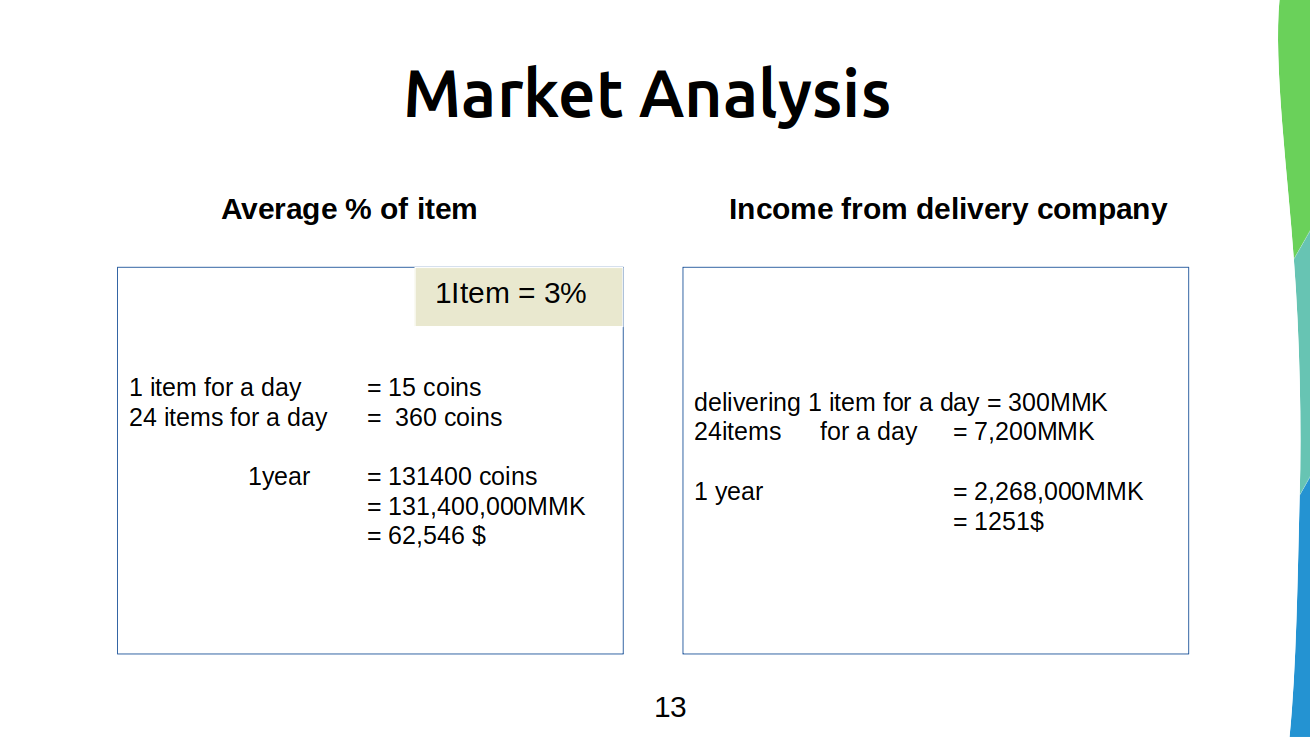 Market Analysis
Average % of item
1Item = 3%
1 item for a day = 15 coins
24 items for a day = 360 coins
1year = 131400 coins
= 131,400,000MMK
= 62,546 $
Income from delivery company
delivering 1 item for a day = 300MMK
24items for a day = 7,200MMK
1 year = 2,268,000MMK
= 1251$
13